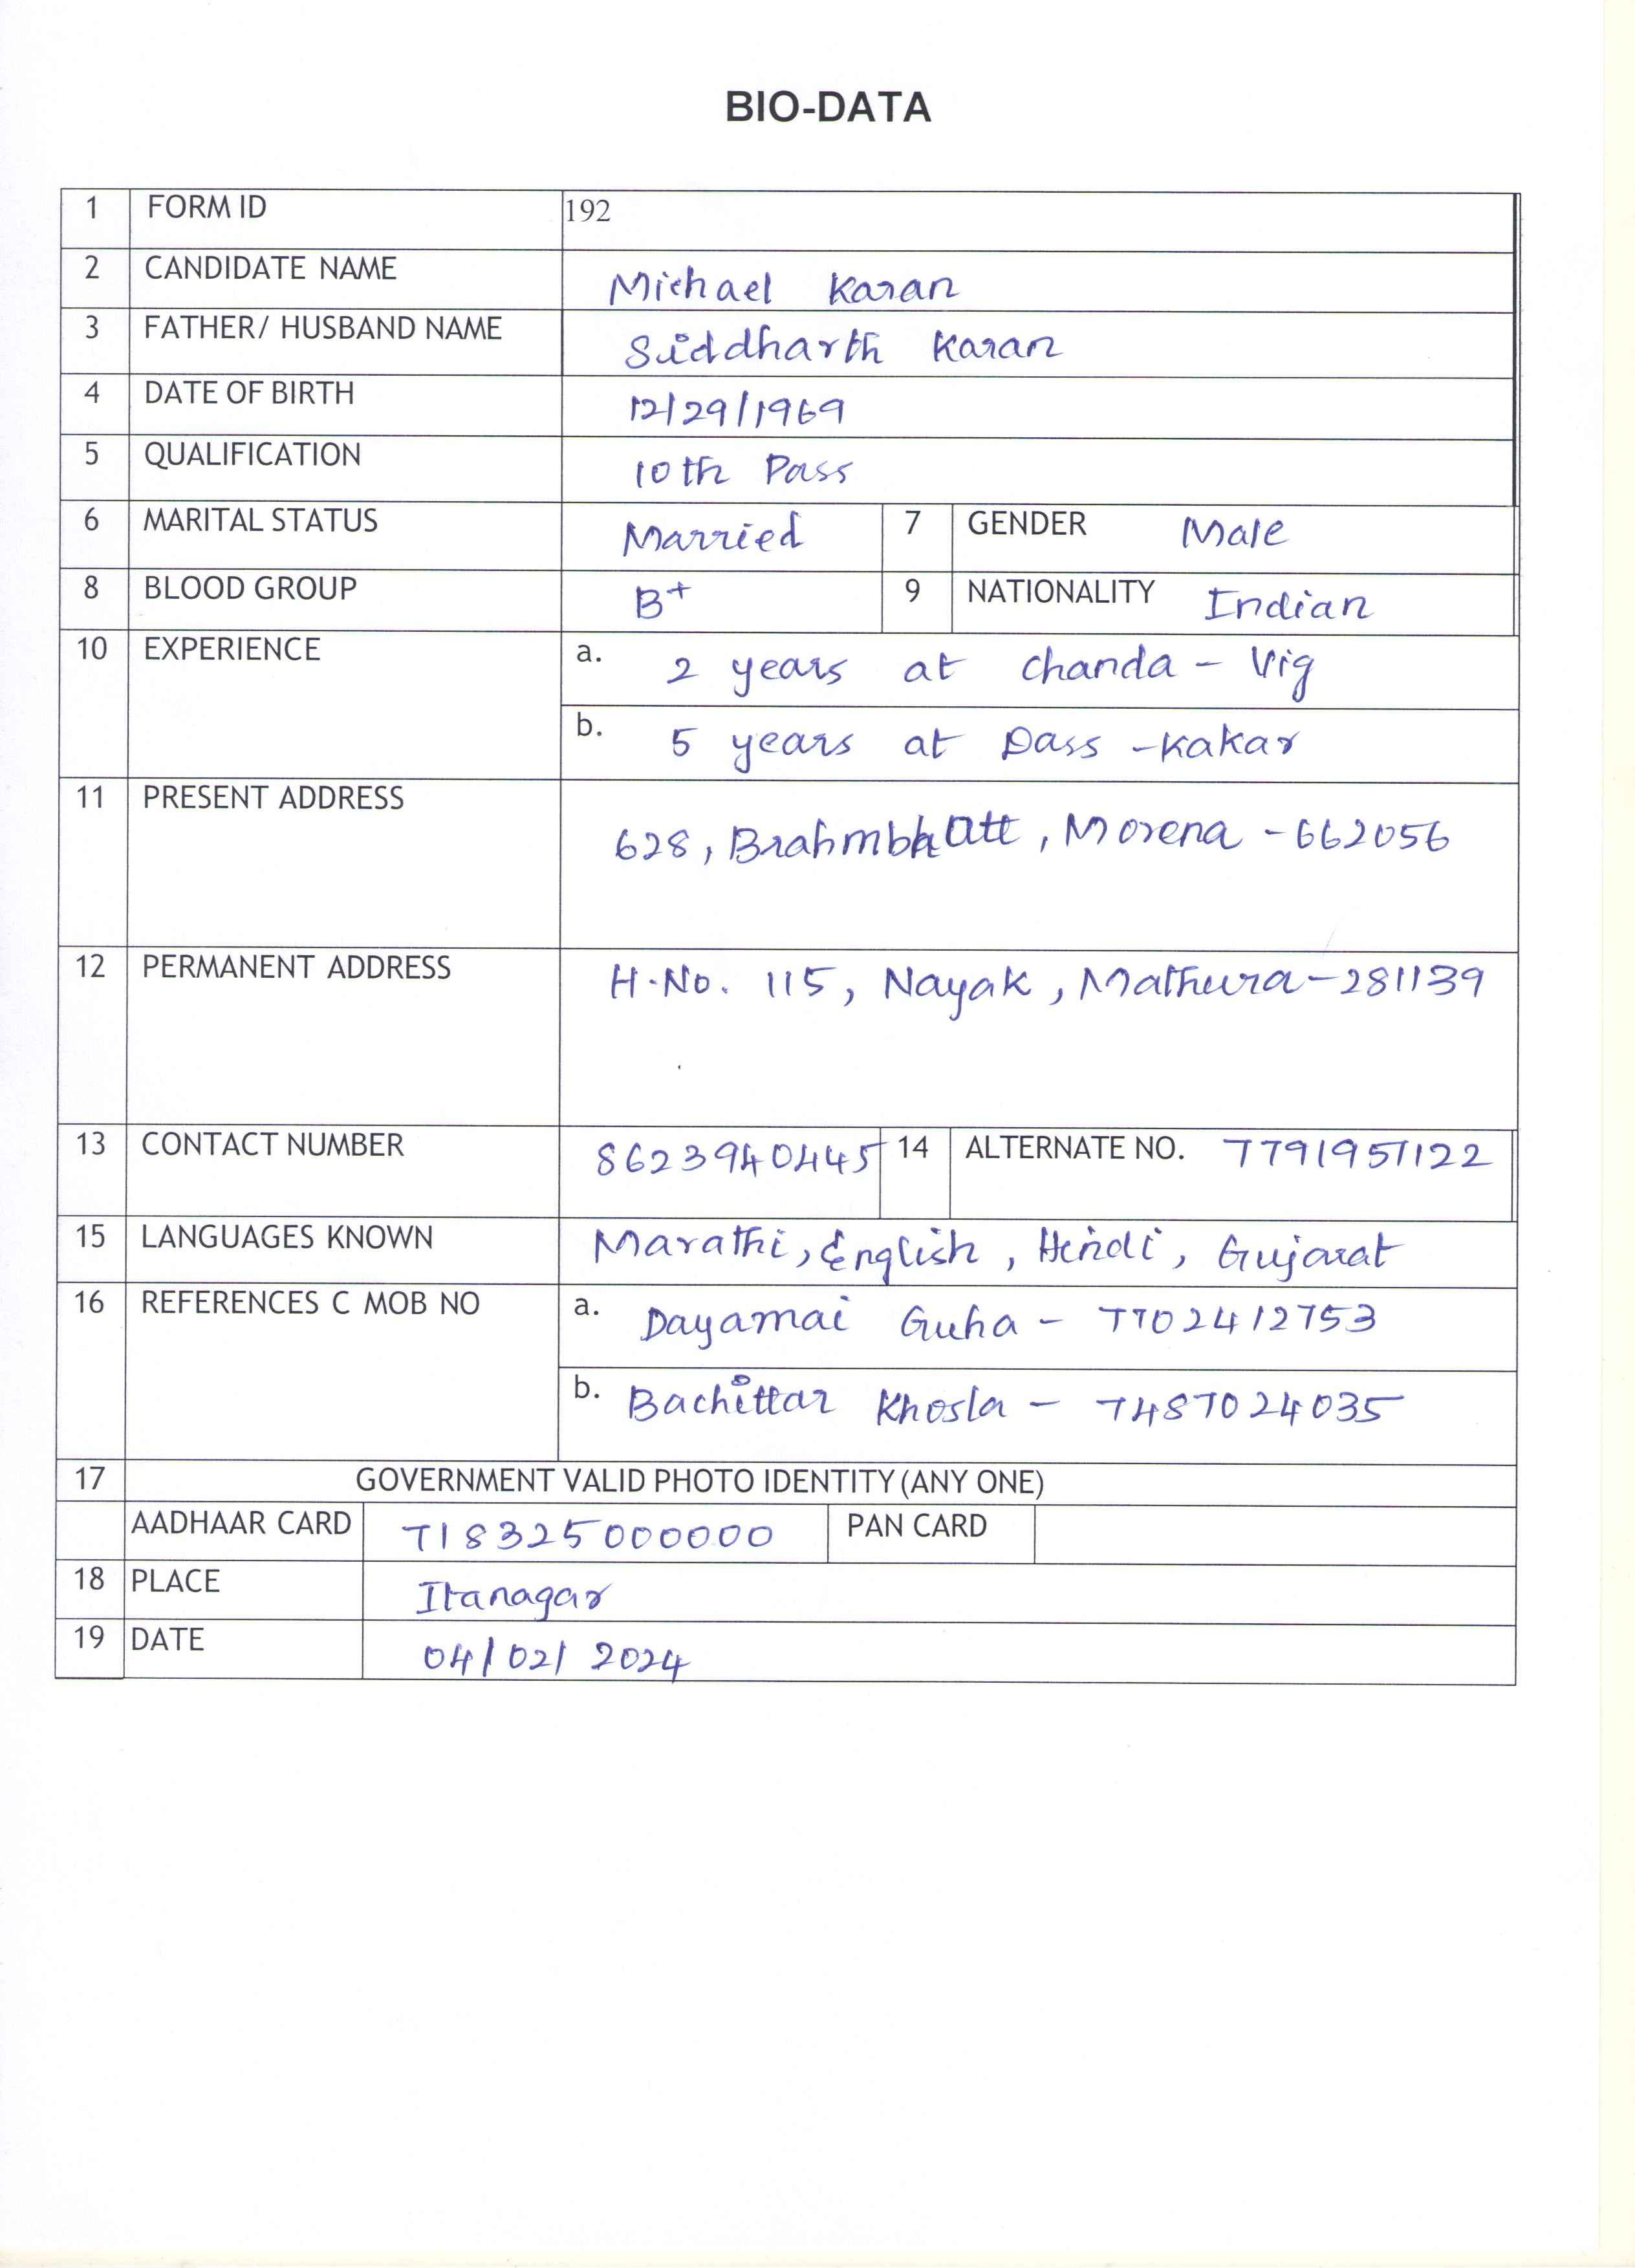 BIO-DATA
1 FORM ID 192
2 CANDIDATE NAME Michael Karan
3 FATHER/ HUSBAND NAME Siddharth Karan
4 DATE OF BIRTH 12/29/1969
5 QUALIFICATION 10th Pass
6 MARITAL STATUS Married 7 GENDER Male
8 BLOOD GROUP B+ 9 NATIONALITY Indian
10 EXPERIENCE a. 2 years at Chanda - Vig
b. 5 years at Dass - Kakar
11 PRESENT ADDRESS 628, Brahmbhatt, Morena - 662056
12 PERMANENT ADDRESS H.No. 115, Nayak, Mathura - 281139
13 CONTACT NUMBER 8623940445 14 ALTERNATE NO. 7791957122
15 LANGUAGES KNOWN Marathi, English, Hindi, Gujarat
16 REFERENCES C MOB NO a. Dayamai Guha - 7702412753
b. Bachittar Khosla - 7487024035
17 GOVERNMENT VALID PHOTO IDENTITY (ANY ONE)
AADHAAR CARD 718325000000 PAN CARD
18 PLACE Itanagar
19 DATE 04/02/2024